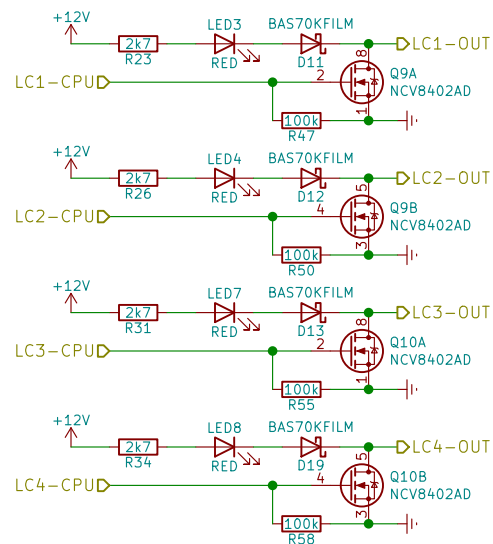 +12V
LED3
BAS70KFILM
2k7
LC1-OUT
R23
RED
D11
8
Q9A
LC1-CPU
2
NCV8402AD
1
100k
R47
+12V
LED4
BAS70KFILM
2k7
LC2-OUT
R26
RED
D12
5
Q9B
LC2-CPU
4
NCV8402AD
3
100k
R50
+12V
LED7
BAS70KFILM
2k7
LC3-OUT
R31
RED
D13
8
Q10A
LC3-CPU
2
NCV8402AD
1
100k
R55
+12V
LED8
BAS70KFILM
2k7
LC4-OUT
R34
RED
D19
5
Q10B
LC4-CPU
4
NCV8402AD
3
100k
R58